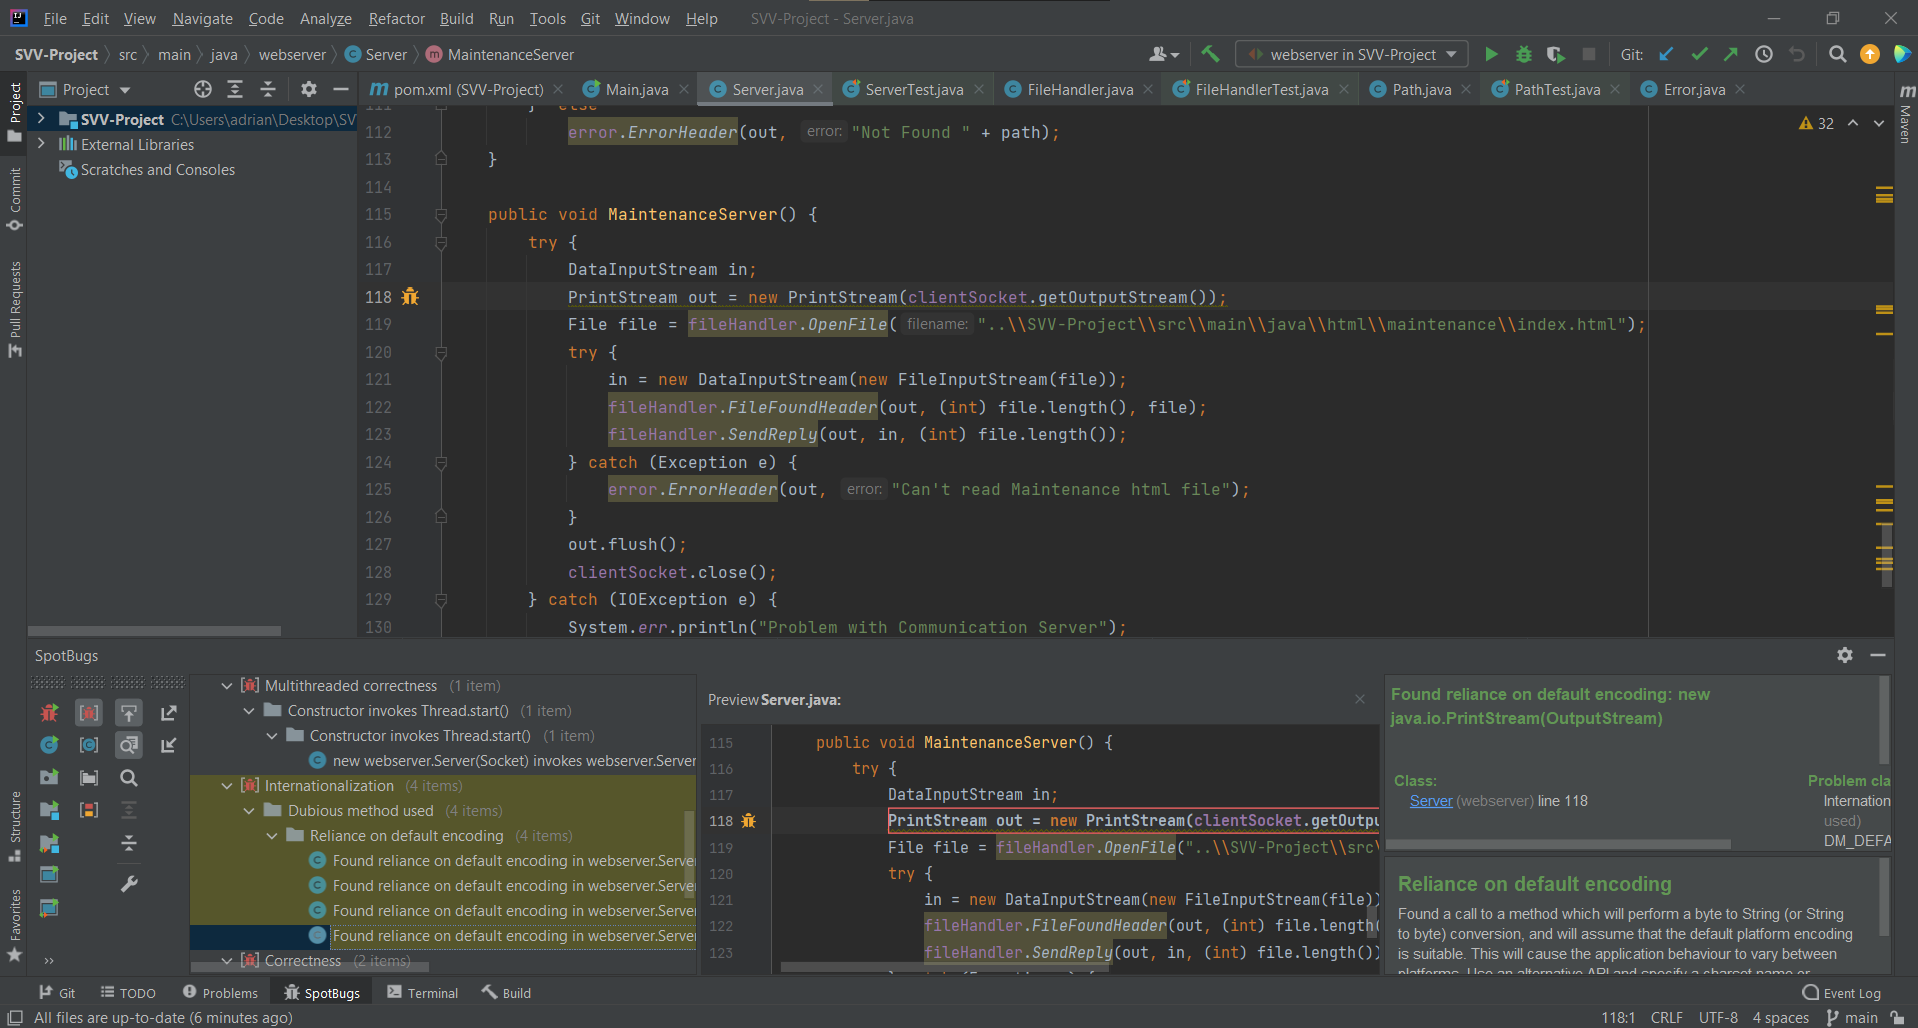 File Edit View Navigate Code Analyze Refactor Build Run Tools Git Window Help SVV-Project - Server.java
SVV-Project src main java webserver Server MaintenanceServer
webserver in SVV-Project Git:
Project
pom.xml (SVV-Project) Main.java Server.java ServerTest.java FileHandler.java FileHandlerTest.java Path.java PathTest.java Error.java
SVV-Project C:\Users\adrian\Desktop\SV
External Libraries
Scratches and Consoles
Project
Commit
Pull Requests
Structure
Favorites
Maven
32
111 } else
112 error.ErrorHeader(out, error: "Not Found " + path);
113 }
114
115 public void MaintenanceServer() {
116 try {
117 DataInputStream in;
118 PrintStream out = new PrintStream(clientSocket.getOutputStream());
119 File file = fileHandler.OpenFile( filename: "..\\SVV-Project\\src\\main\\java\\html\\maintenance\\index.html");
120 try {
121 in = new DataInputStream(new FileInputStream(file));
122 fileHandler.FileFoundHeader(out, (int) file.length(), file);
123 fileHandler.SendReply(out, in, (int) file.length());
124 } catch (Exception e) {
125 error.ErrorHeader(out, error: "Can't read Maintenance html file");
126 }
127 out.flush();
128 clientSocket.close();
129 } catch (IOException e) {
130 System.err.println("Problem with Communication Server");
SpotBugs
Multithreaded correctness (1 item)
Constructor invokes Thread.start() (1 item)
Constructor invokes Thread.start() (1 item)
new webserver.Server(Socket) invokes webserver.Server
Internationalization (4 items)
Dubious method used (4 items)
Reliance on default encoding (4 items)
Found reliance on default encoding in webserver.Serve
Found reliance on default encoding in webserver.Serve
Found reliance on default encoding in webserver.Serve
Found reliance on default encoding in webserver.Serve
Correctness (2 items)
Preview Server.java:
115 public void MaintenanceServer() {
116 try {
117 DataInputStream in;
118 PrintStream out = new PrintStream(clientSocket.getOutpu
119 File file = fileHandler.OpenFile("..\\SVV-Project\\src\
120 try {
121 in = new DataInputStream(new FileInputStream(file))
122 fileHandler.FileFoundHeader(out, (int) file.length(
123 fileHandler.SendReply(out, in, (int) file.length())
Found reliance on default encoding: new
java.io.PrintStream(OutputStream)
Class: Problem cla
Server (webserver) line 118 Internation
used)
DM_DEFA
Reliance on default encoding
Found a call to a method which will perform a byte to String (or String
to byte) conversion, and will assume that the default platform encoding
is suitable. This will cause the application behaviour to vary between
platforms. Use an alternative API and specify a charset name or
Git TODO Problems SpotBugs Terminal Build Event Log
All files are up-to-date (6 minutes ago) 118:1 CRLF UTF-8 4 spaces main